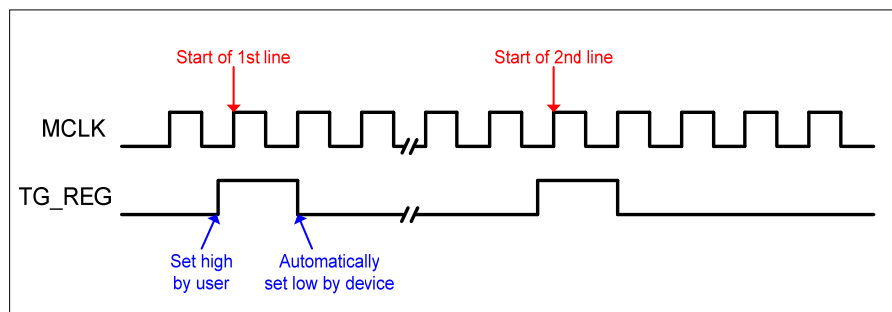 Start of 1st line
Start of 2nd line
MCLK
TG_REG
Set high
by user
Automatically
set low by device